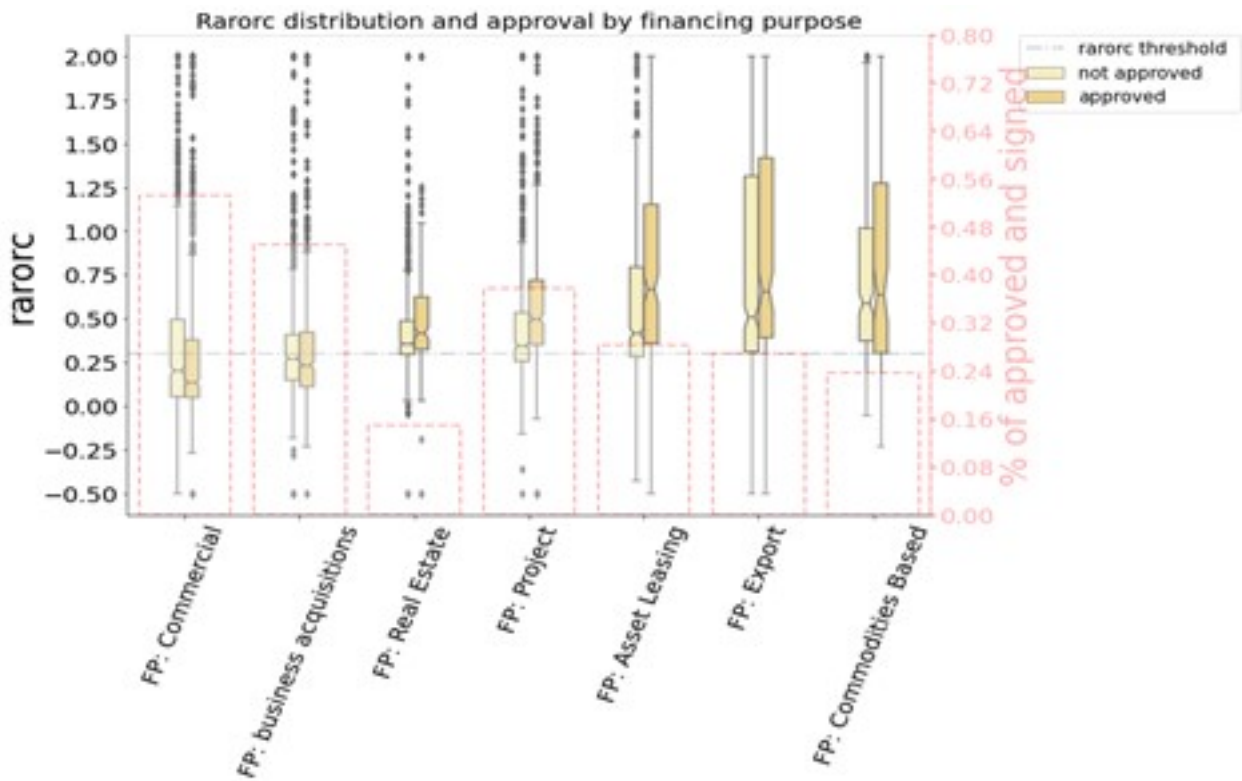 Rarorc distribution and approval by financing purpose
rarorc
2.00
1.75
1.50
1.25
1.00
0.75
0.50
0.25
0.00
−0.25
−0.50
FP: Commercial
FP: business acquisitions
FP: Real Estate
FP: Project
FP: Asset Leasing
FP: Export
FP: Commodities Based
0.80
0.72
0.64
0.56
0.48
0.40
0.32
0.24
0.16
0.08
0.00
% of approved and signed
rarorc threshold
not approved
approved